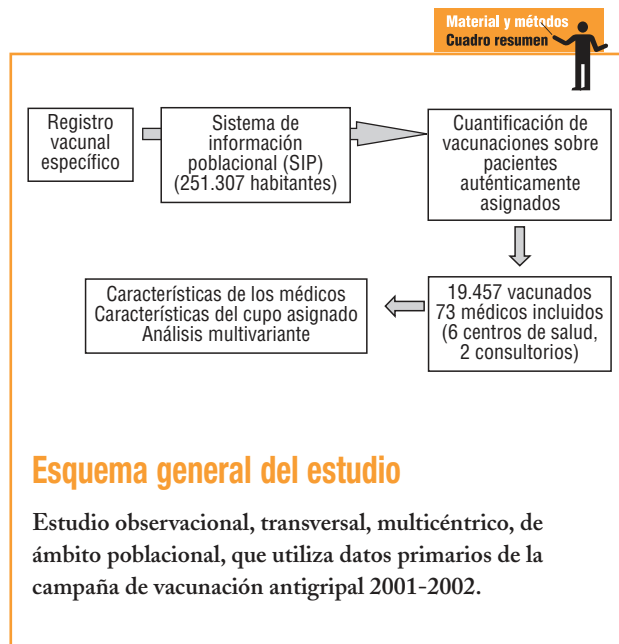 Material y métodos
Cuadro resumen
Registro
vacunal
específico
Sistema de
información
poblacional (SIP)
(251.307 habitantes)
Cuantificación de
vacunaciones sobre
pacientes
auténticamente
asignados
19.457 vacunados
73 médicos incluidos
(6 centros de salud,
2 consultorios)
Características de los médicos
Características del cupo asignado
Análisis multivariante
Esquema general del estudio
Estudio observacional, transversal, multicéntrico, de
ámbito poblacional, que utiliza datos primarios de la
campaña de vacunación antigripal 2001-2002.